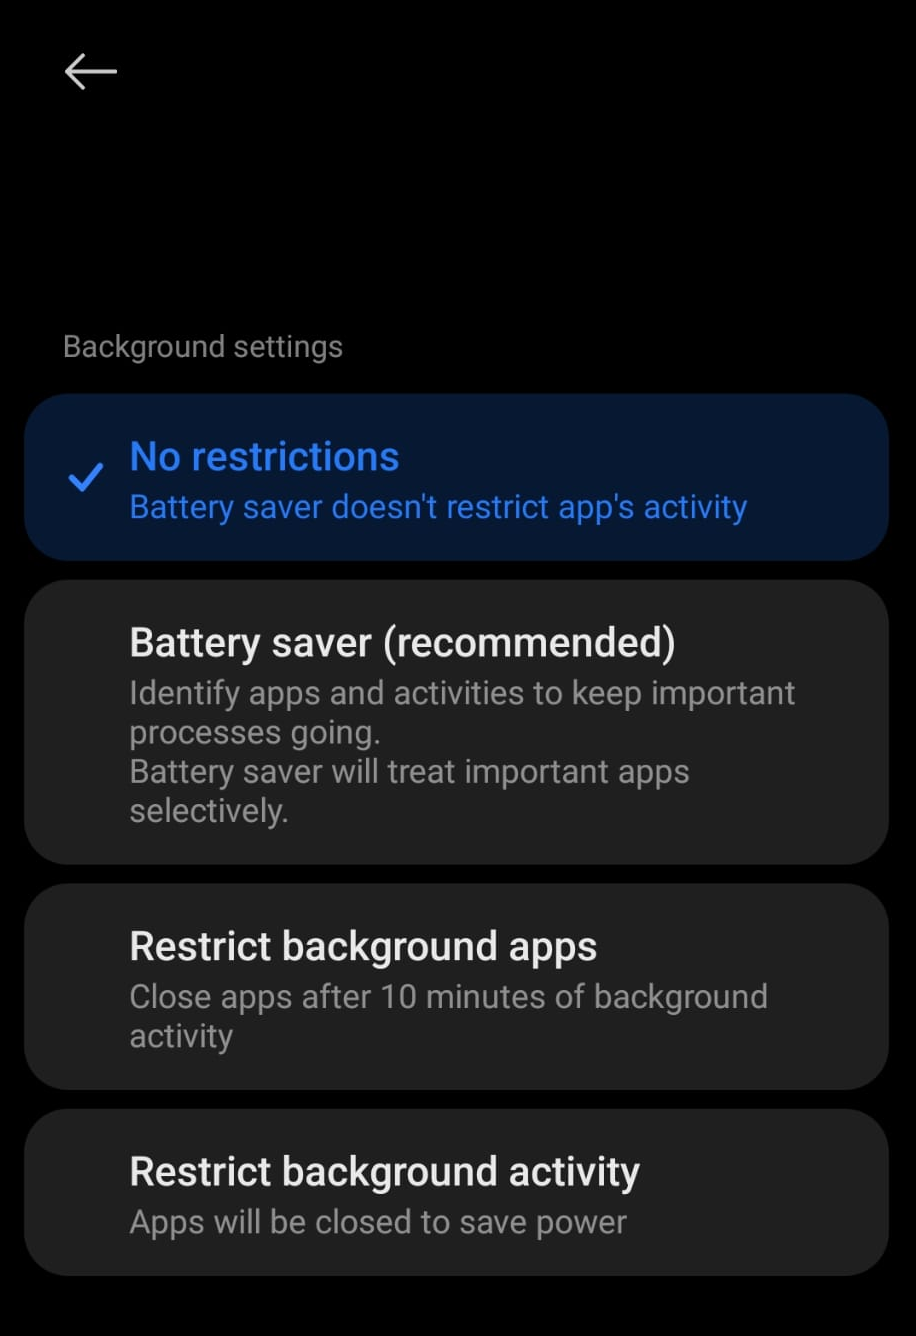 Background settings
No restrictions
Battery saver doesn't restrict app's activity
Battery saver (recommended)
Identify apps and activities to keep important
processes going.
Battery saver will treat important apps
selectively.
Restrict background apps
Close apps after 10 minutes of background
activity
Restrict background activity
Apps will be closed to save power